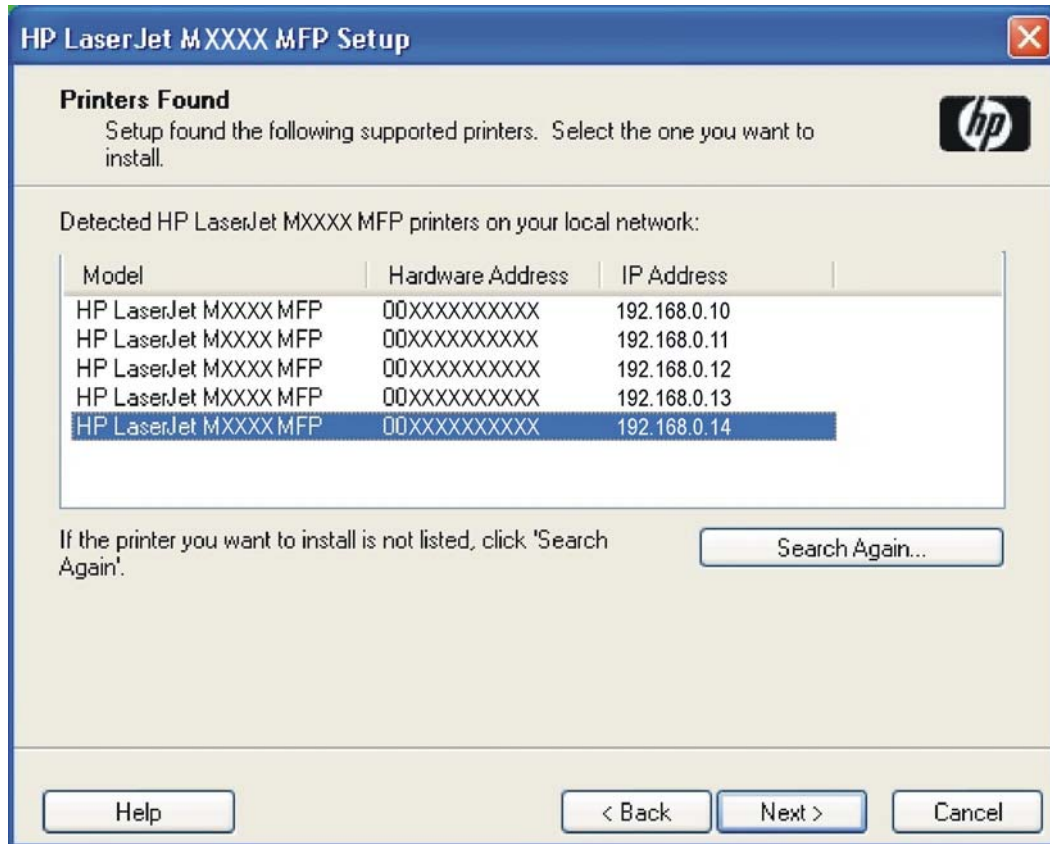 HP LaserJet MXXXX MFP Setup
Printers Found
Setup found the following supported printers. Select the one you want to
install.
hp
Detected HP LaserJet MXXXX MFP printers on your local network:
Model Hardware Address IP Address
HP LaserJet MXXXX MFP 00XXXXXXXXXX 192.168.0.10
HP LaserJet MXXXX MFP 00XXXXXXXXXX 192.168.0.11
HP LaserJet MXXXX MFP 00XXXXXXXXXX 192.168.0.12
HP LaserJet MXXXX MFP 00XXXXXXXXXX 192.168.0.13
HP LaserJet MXXXX MFP 00XXXXXXXXXX 192.168.0.14
If the printer you want to install is not listed, click 'Search
Again'.
Search Again...
Help < Back Next > Cancel